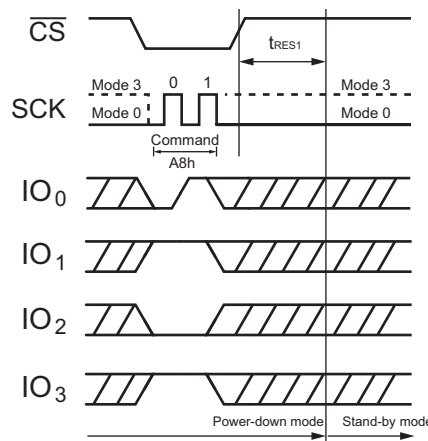 CS
tRES1
Mode 3 0 1 Mode 3
SCK Mode 0 Mode 0
Command
A8h
IO0
IO1
IO2
IO3
Power-down mode Stand-by mode